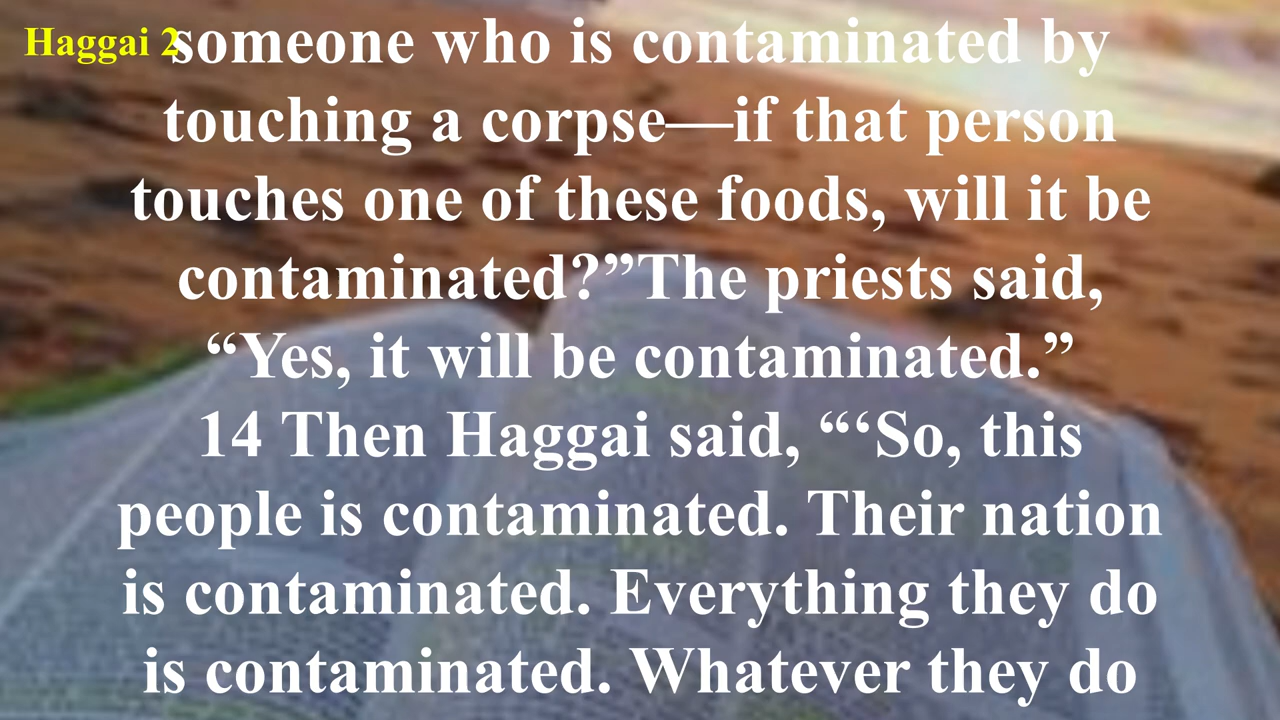 Haggai 2
someone who is contaminated by
touching a corpse—if that person
touches one of these foods, will it be
contaminated?”The priests said,
“Yes, it will be contaminated.”
14 Then Haggai said, “‘So, this
people is contaminated. Their nation
is contaminated. Everything they do
is contaminated. Whatever they do